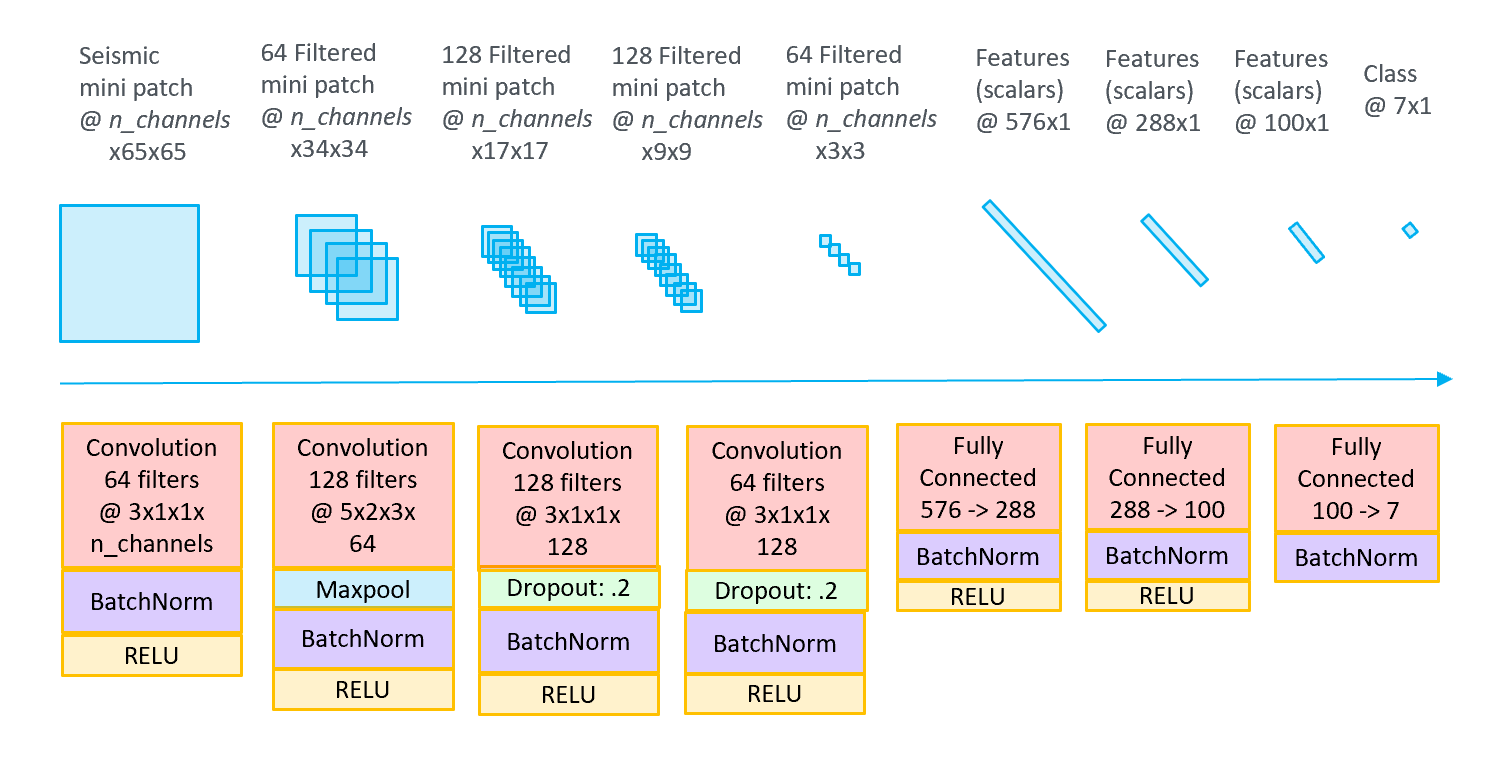 Seismic
mini patch
@ n_channels
x65x65
64 Filtered
mini patch
@ n_channels
x34x34
128 Filtered
mini patch
@ n_channels
x17x17
128 Filtered
mini patch
@ n_channels
x9x9
64 Filtered
mini patch
@ n_channels
x3x3
Features
(scalars)
@ 576x1
Features
(scalars)
@ 288x1
Features
(scalars)
@ 100x1
Class
@ 7x1
Convolution
64 filters
@ 3x1x1x
n_channels
BatchNorm
RELU
Convolution
128 filters
@ 5x2x3x
64
Maxpool
BatchNorm
RELU
Convolution
128 filters
@ 3x1x1x
128
Dropout: .2
BatchNorm
RELU
Convolution
64 filters
@ 3x1x1x
128
Dropout: .2
BatchNorm
RELU
Fully
Connected
576 -> 288
BatchNorm
RELU
Fully
Connected
288 -> 100
BatchNorm
RELU
Fully
Connected
100 -> 7
BatchNorm